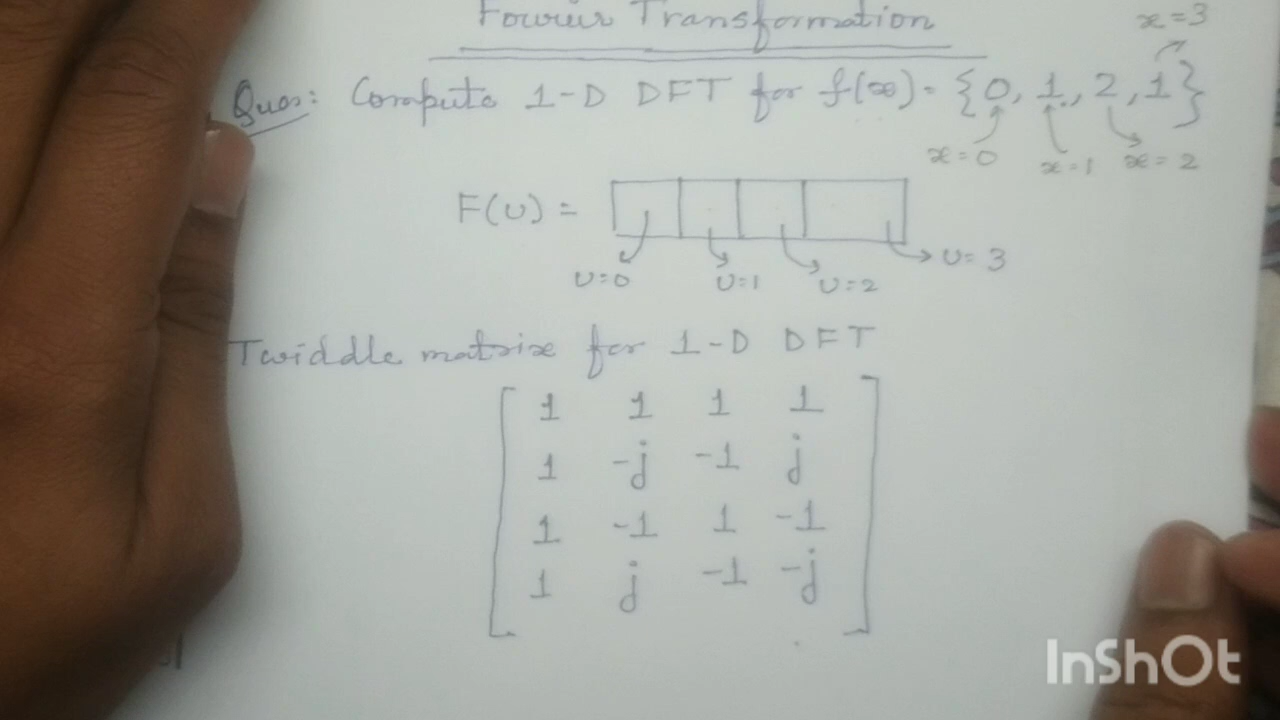 Fourier Transformation
x=3
Ques: Compute 1-D DFT for f(x) = {0, 1, 2, 1}
x=0 x=1 x=2
F(U) =
U=0 U=1 U=2 U=3
Twiddle matrix for 1-D DFT
1 1 1 1
1 -j -1 j
1 -1 1 -1
1 j -1 -j
InShOt